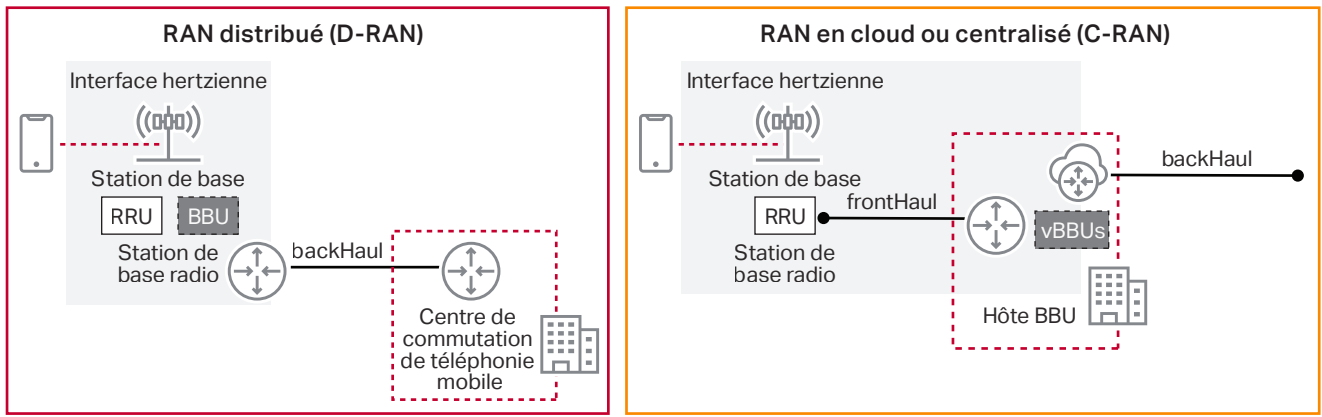 RAN distribué (D-RAN)
Interface hertzienne
Station de base
RRU
BBU
Station de
base radio
backHaul
Centre de
commutation
de téléphonie
mobile
RAN en cloud ou centralisé (C-RAN)
Interface hertzienne
Station de base
RRU
frontHaul
Station de
base radio
backHaul
vBBUs
Hôte BBU